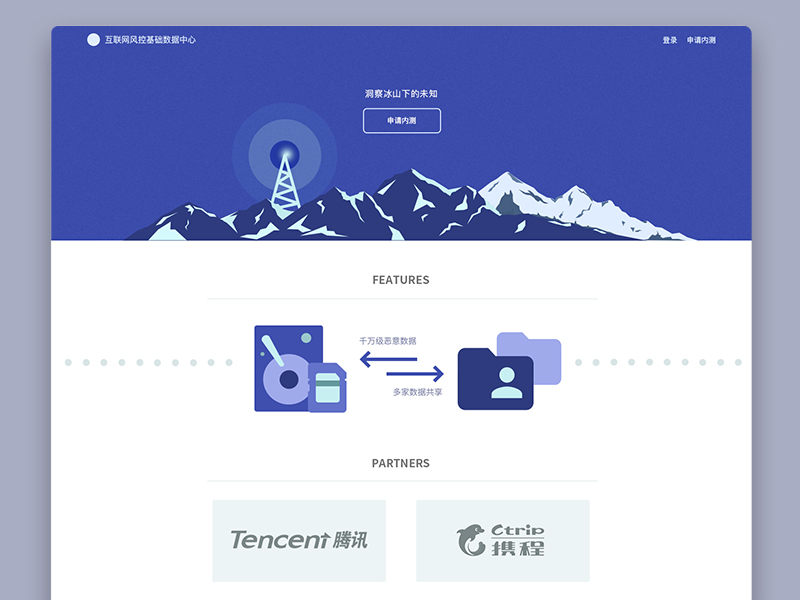 互联网风控基础数据中心
登录 申请内测
洞察冰山下的未知
申请内测
FEATURES
千万级恶意数据
多家数据共享
PARTNERS
Tencent 腾讯
Ctrip
携程